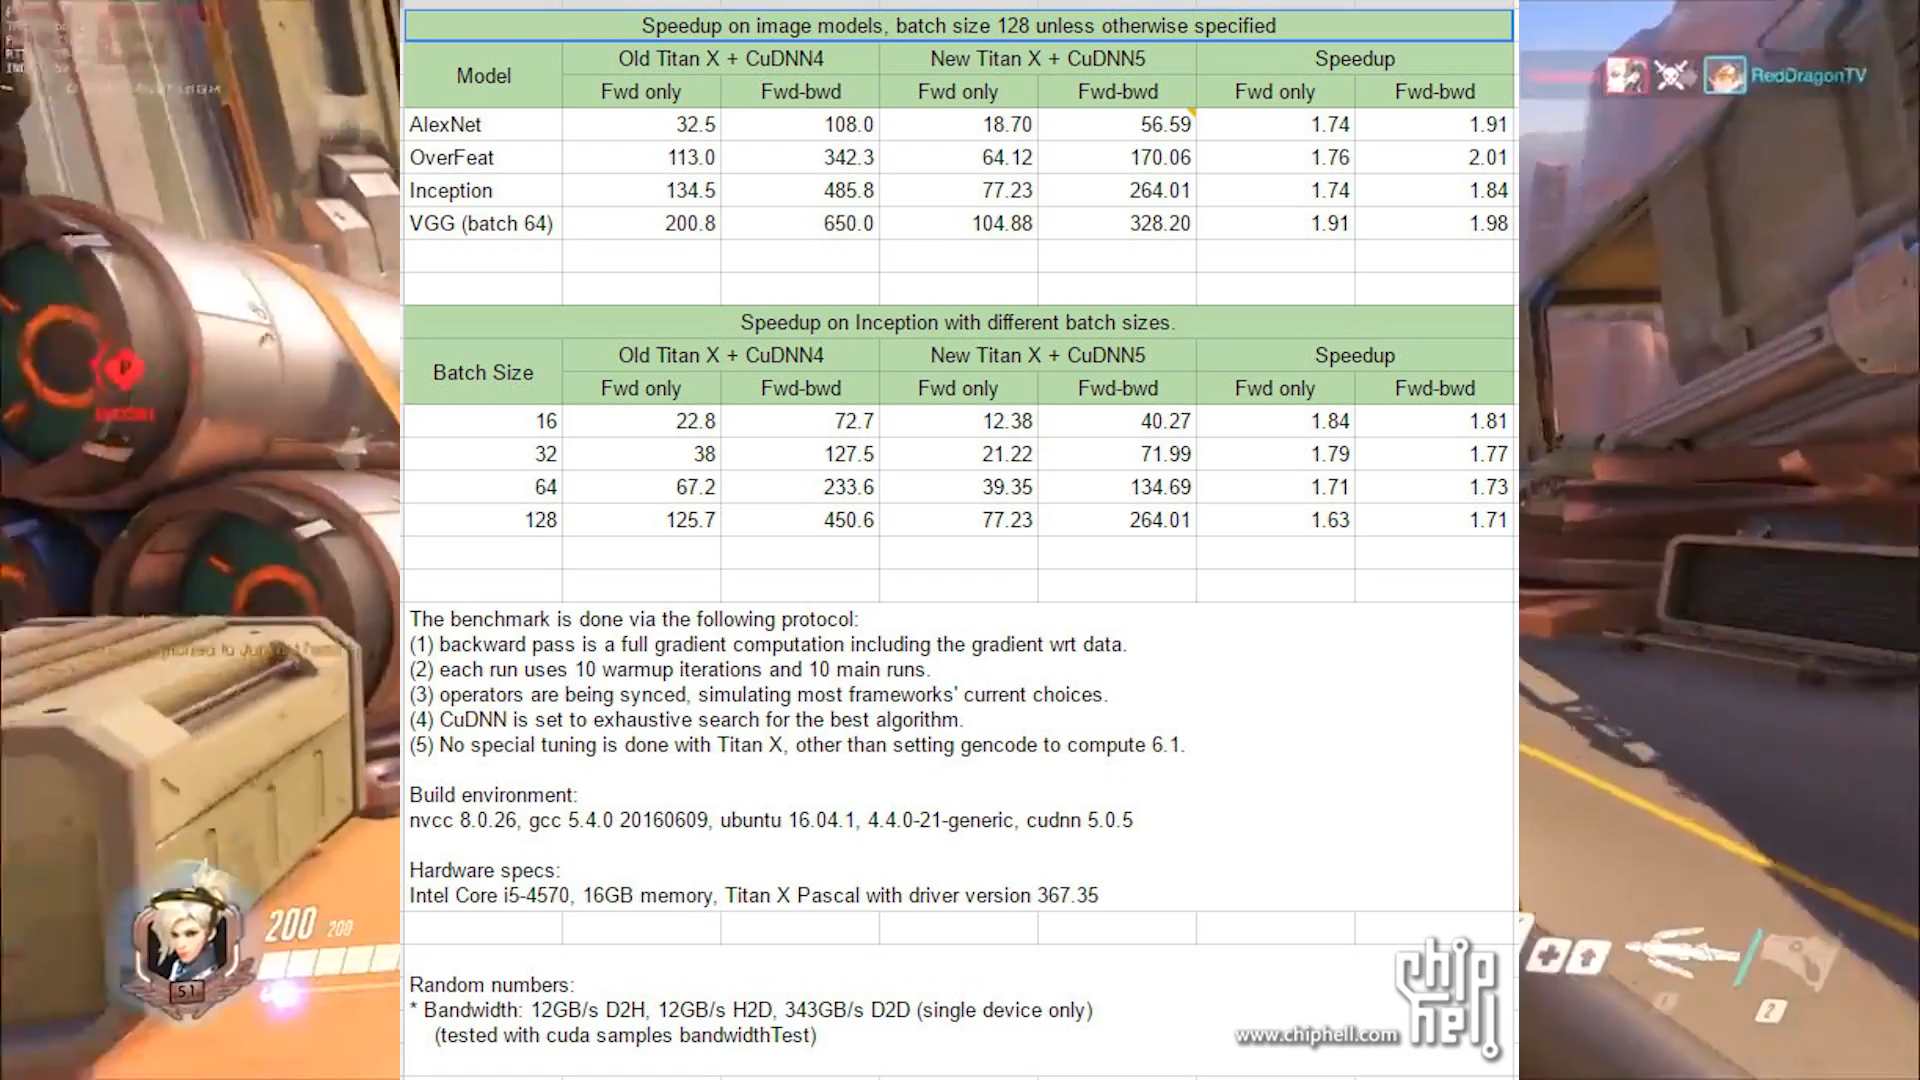 Speedup on image models, batch size 128 unless otherwise specified
Model Old Titan X + CuDNN4 New Titan X + CuDNN5 Speedup
Fwd only Fwd-bwd Fwd only Fwd-bwd Fwd only Fwd-bwd
AlexNet 32.5 108.0 18.70 56.59 1.74 1.91
OverFeat 113.0 342.3 64.12 170.06 1.76 2.01
Inception 134.5 485.8 77.23 264.01 1.74 1.84
VGG (batch 64) 200.8 650.0 104.88 328.20 1.91 1.98
Speedup on Inception with different batch sizes.
Batch Size Old Titan X + CuDNN4 New Titan X + CuDNN5 Speedup
Fwd only Fwd-bwd Fwd only Fwd-bwd Fwd only Fwd-bwd
16 22.8 72.7 12.38 40.27 1.84 1.81
32 38 127.5 21.22 71.99 1.79 1.77
64 67.2 233.6 39.35 134.69 1.71 1.73
128 125.7 450.6 77.23 264.01 1.63 1.71
The benchmark is done via the following protocol:
(1) backward pass is a full gradient computation including the gradient wrt data.
(2) each run uses 10 warmup iterations and 10 main runs.
(3) operators are being synced, simulating most frameworks' current choices.
(4) CuDNN is set to exhaustive search for the best algorithm.
(5) No special tuning is done with Titan X, other than setting gencode to compute 6.1.
Build environment:
nvcc 8.0.26, gcc 5.4.0 20160609, ubuntu 16.04.1, 4.4.0-21-generic, cudnn 5.0.5
Hardware specs:
Intel Core i5-4570, 16GB memory, Titan X Pascal with driver version 367.35
Random numbers:
* Bandwidth: 12GB/s D2H, 12GB/s H2D, 343GB/s D2D (single device only)
(tested with cuda samples bandwidthTest)
www.chiphell.com
chip
hell
RedDragonTV
200 200
51
1 2